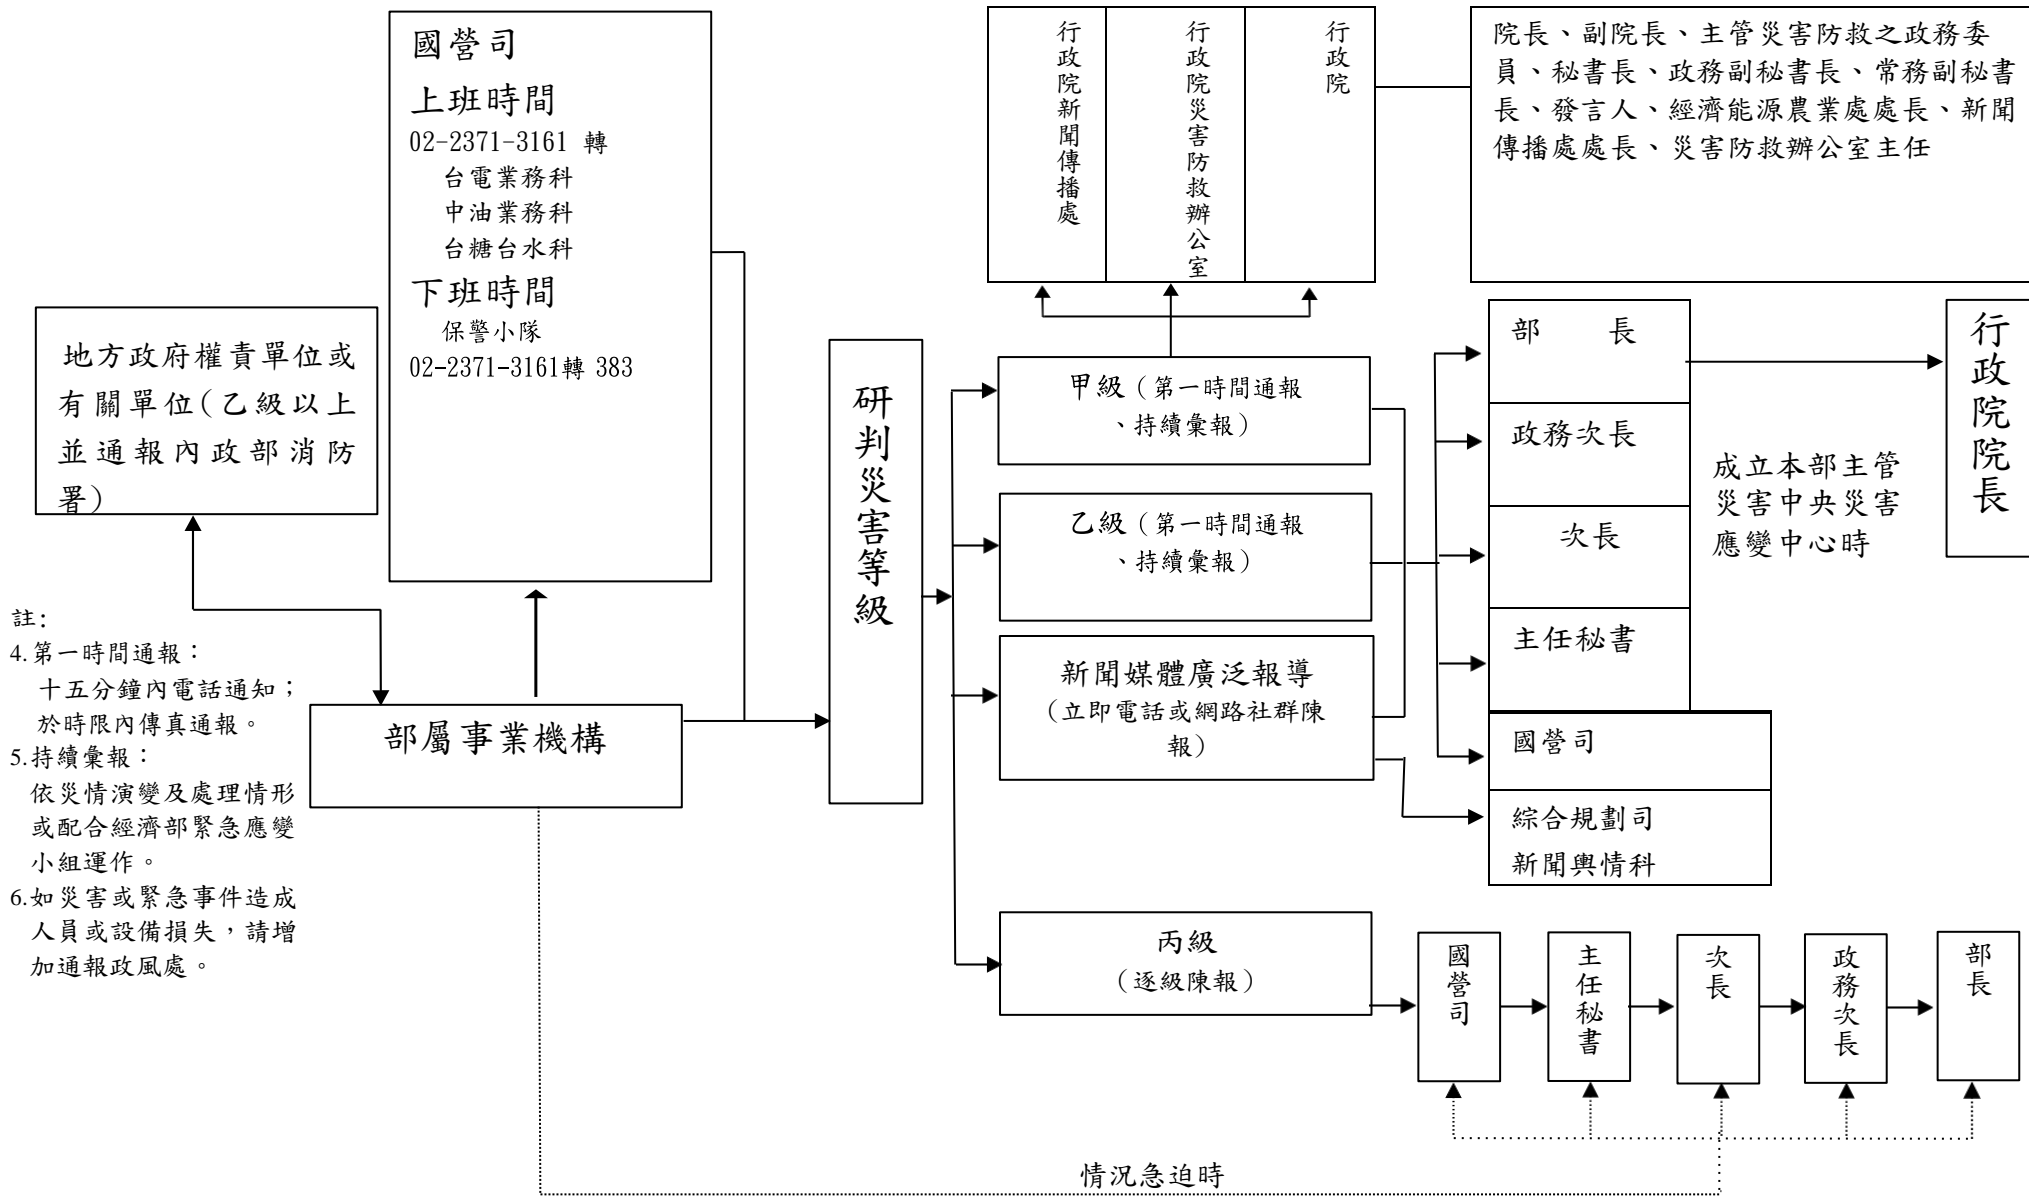 國營司
上班時間
02-2371-3161 轉
台電業務科
中油業務科
台糖台水科
下班時間
保警小隊
02-2371-3161轉 383
地方政府權責單位或
有關單位(乙級以上
並通報內政部消防
署)
部屬事業機構
註:
4.第一時間通報：
十五分鐘內電話通知；
於時限內傳真通報。
5.持續彙報：
依災情演變及處理情形
或配合經濟部緊急應變
小組運作。
6.如災害或緊急事件造成
人員或設備損失，請增
加通報政風處。
研判災害等級
行政院新聞傳播處
行政院災害防救辦公室
行政院
院長、副院長、主管災害防救之政務委
員、秘書長、政務副秘書長、常務副秘書
長、發言人、經濟能源農業處處長、新聞
傳播處處長、災害防救辦公室主任
甲級（第一時間通報
、持續彙報）
乙級（第一時間通報
、持續彙報）
新聞媒體廣泛報導
（立即電話或網路社群陳
報）
丙級
（逐級陳報）
部 長
政務次長
次長
主任秘書
國營司
綜合規劃司
新聞輿情科
成立本部主管
災害中央災害
應變中心時
行政院院長
國營司
主任秘書
次長
政務次長
部長
情況急迫時